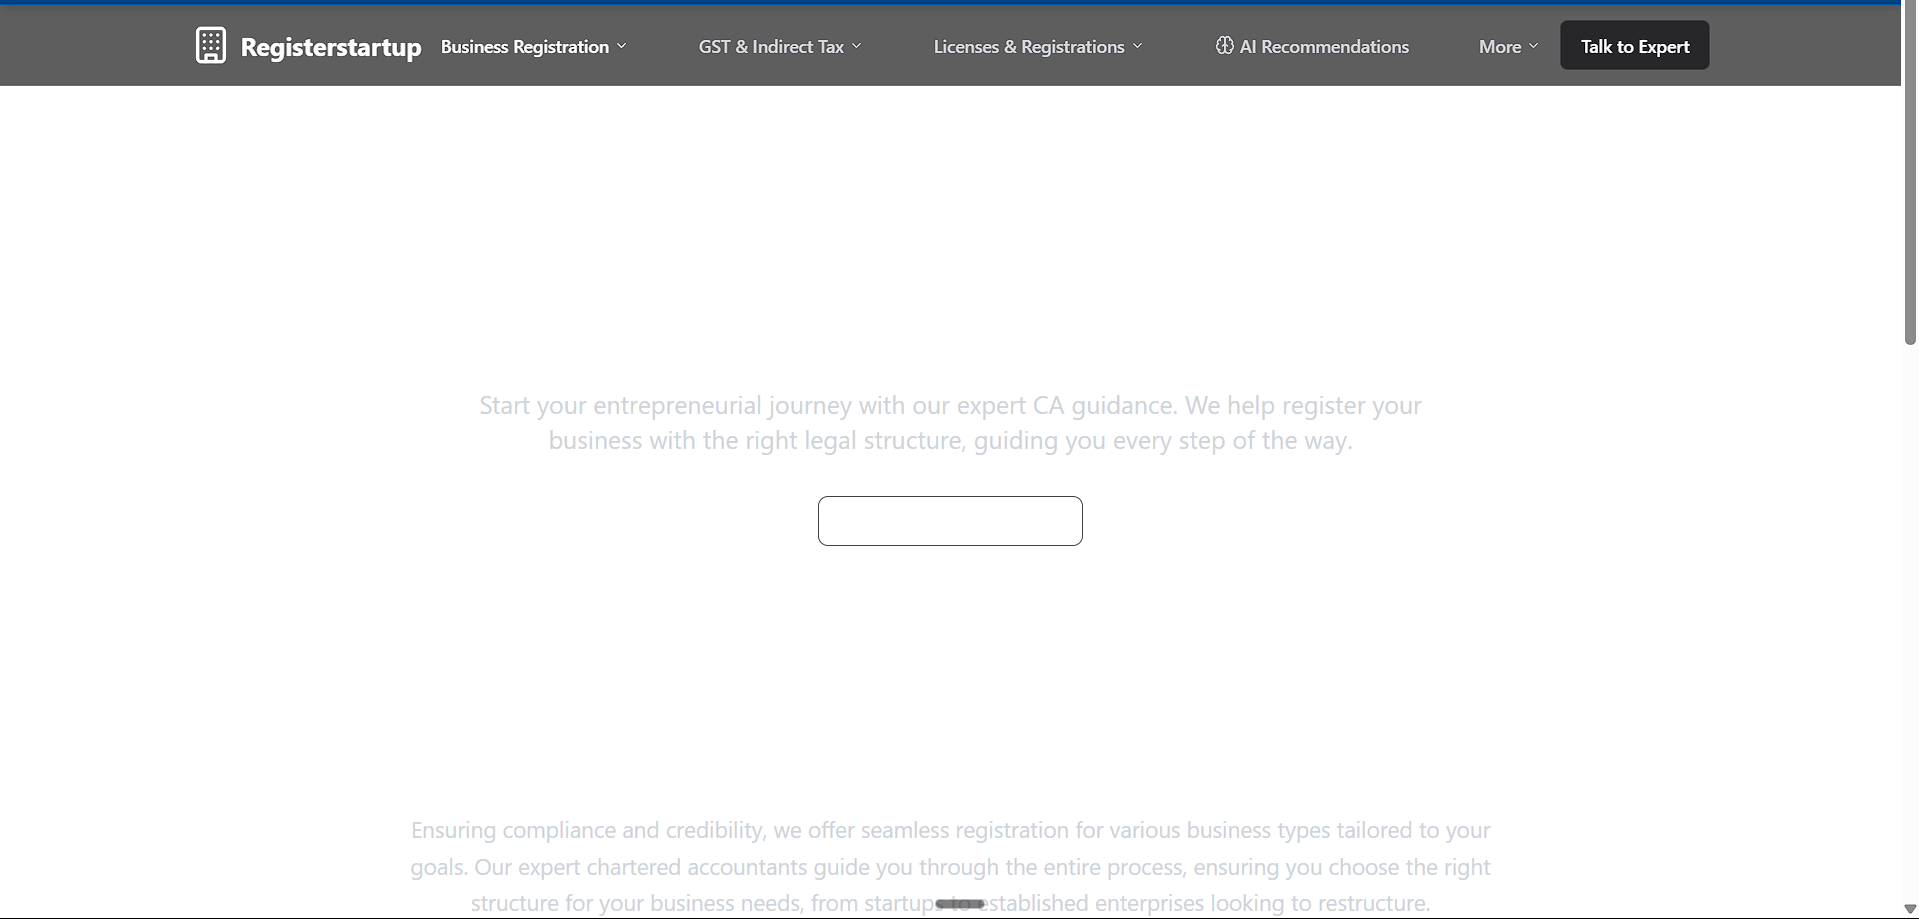 Registerstartup
Business Registration
GST & Indirect Tax
Licenses & Registrations
AI Recommendations
More
Talk to Expert
Start your entrepreneurial journey with our expert CA guidance. We help register your
business with the right legal structure, guiding you every step of the way.
Ensuring compliance and credibility, we offer seamless registration for various business types tailored to your
goals. Our expert chartered accountants guide you through the entire process, ensuring you choose the right
structure for your business needs, from startups to established enterprises looking to restructure.